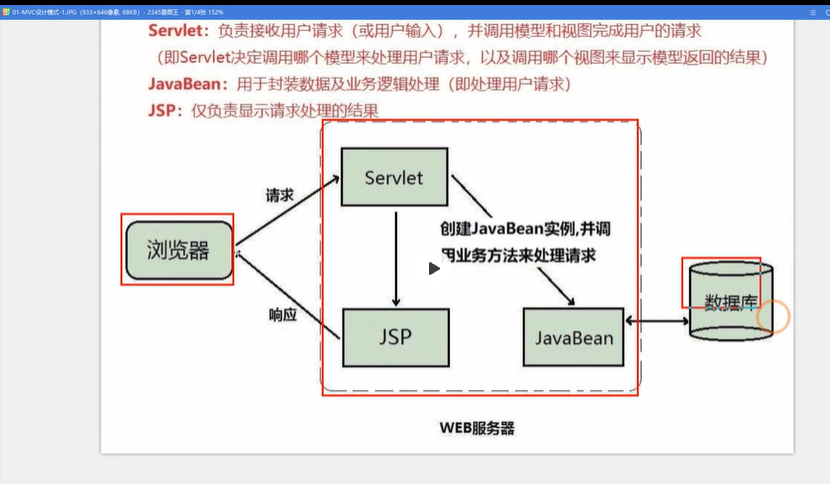 01-MVC设计模式-1.JPG（933×646像素, 68KB）- 2345看图王 - 第1/4张 152%
Servlet：负责接收用户请求（或用户输入），并调用模型和视图完成用户的请求
（即Servlet决定调用哪个模型来处理用户请求，以及调用哪个视图来显示模型返回的结果）
JavaBean：用于封装数据及业务逻辑处理（即处理用户请求）
JSP：仅负责显示请求处理的结果
Servlet
请求
创建JavaBean实例,并调
用业务方法来处理请求
浏览器
数据库
响应
JSP
JavaBean
WEB服务器